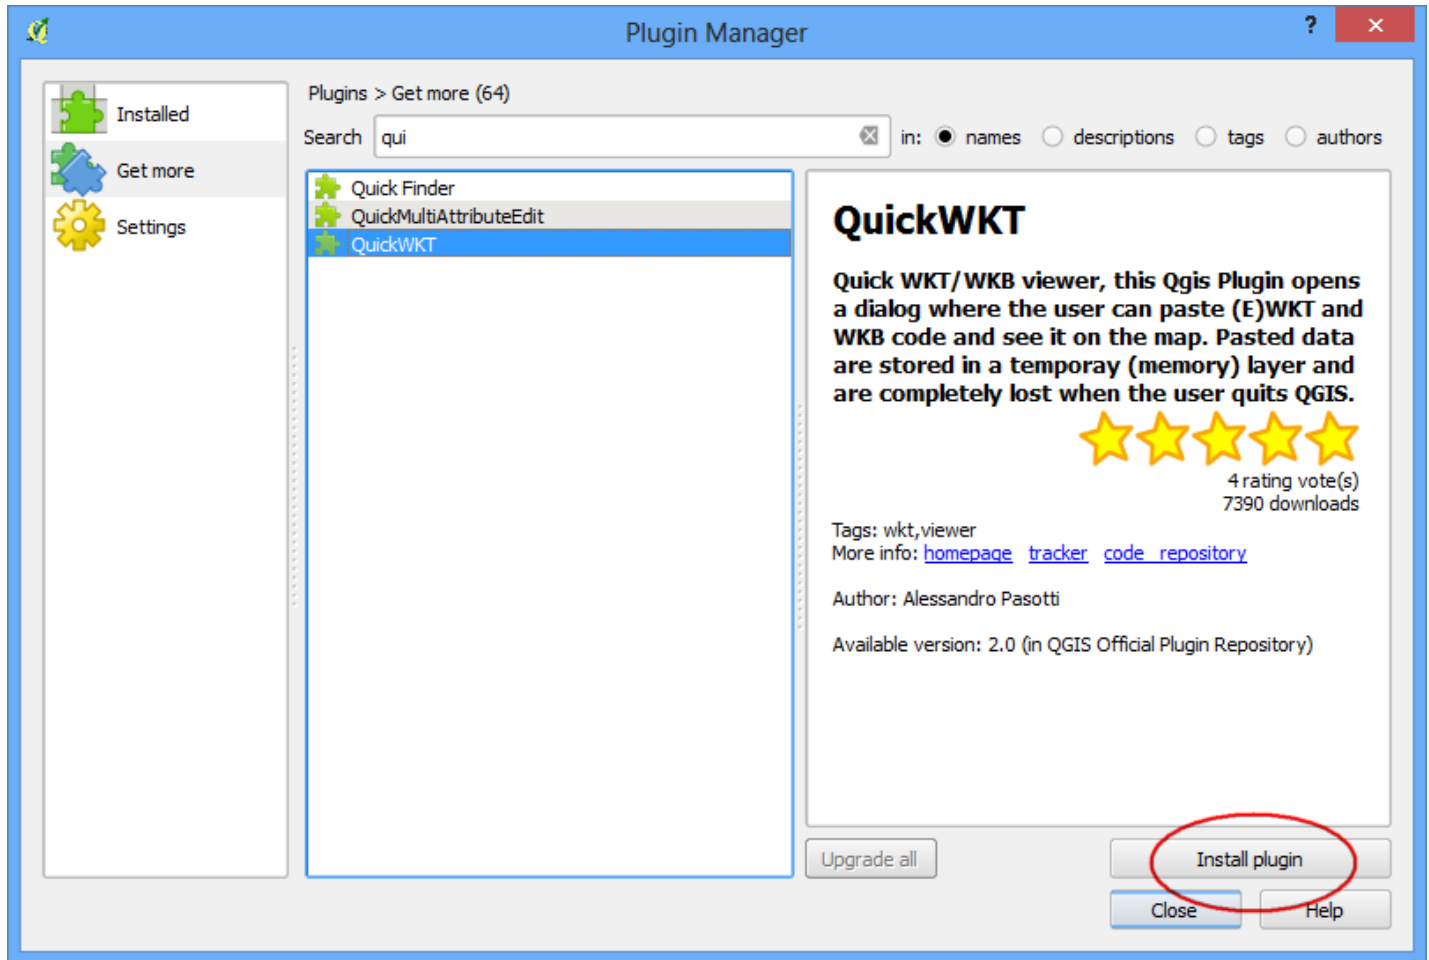 Plugin Manager
?
Installed
Get more
Settings
Plugins > Get more (64)
Search qui in: names descriptions tags authors
Quick Finder
QuickMultiAttributeEdit
QuickWKT
QuickWKT
Quick WKT/WKB viewer, this Qgis Plugin opens
a dialog where the user can paste (E)WKT and
WKB code and see it on the map. Pasted data
are stored in a temporay (memory) layer and
are completely lost when the user quits QGIS.
4 rating vote(s)
7390 downloads
Tags: wkt,viewer
More info: homepage tracker code repository
Author: Alessandro Pasotti
Available version: 2.0 (in QGIS Official Plugin Repository)
Upgrade all Install plugin
Close Help